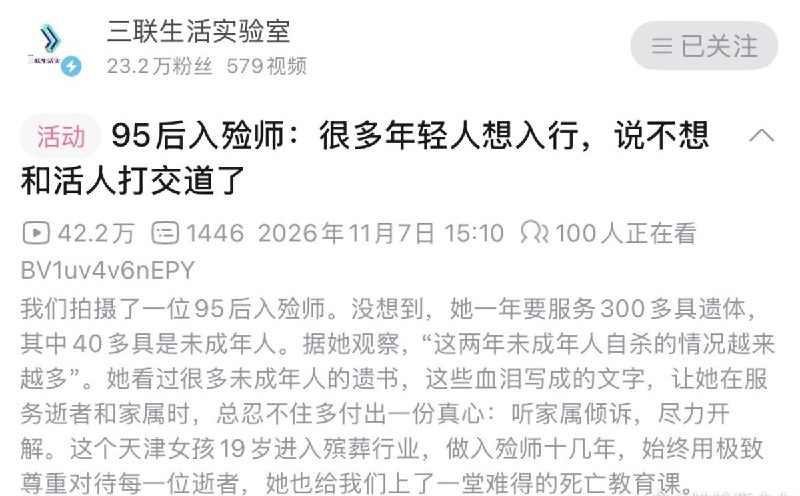 三联生活实验室
23.2万粉丝 579视频
已关注
活动 95后入殓师：很多年轻人想入行，说不想
和活人打交道了
42.2万 1446 2026年11月7日 15:10 100人正在看
BV1uv4v6nEPY
我们拍摄了一位95后入殓师。没想到，她一年要服务300多具遗体，
其中40多具是未成年人。据她观察，“这两年未成年人自杀的情况越来
越多”。她看过很多未成年人的遗书，这些血泪写成的文字，让她在服
务逝者和家属时，总忍不住多付出一份真心：听家属倾诉，尽力开
解。这个天津女孩19岁进入殡葬行业，做入殓师十几年，始终用极致
尊重对待每一位逝者，她也给我们上了一堂难得的死亡教育课。